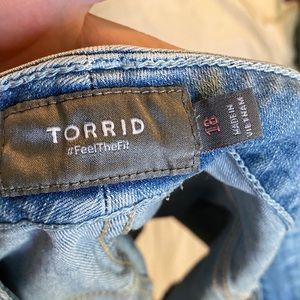 TORRID
#FeelTheFit
18
MADE IN
VIETNAM